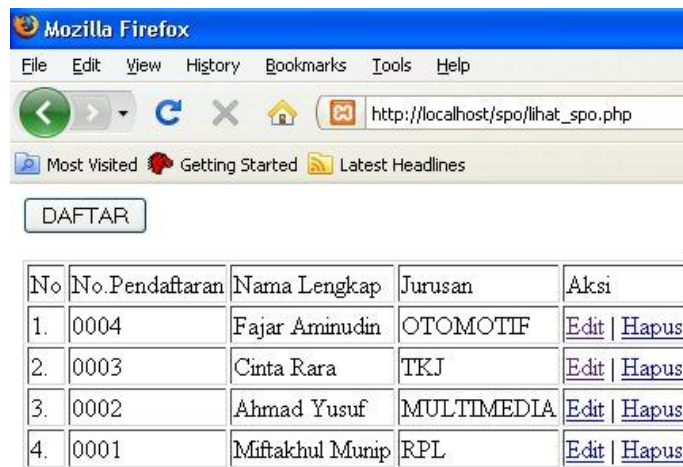 Mozilla Firefox
File Edit View History Bookmarks Tools Help
http://localhost/spo/lihat_spo.php
Most Visited Getting Started Latest Headlines
DAFTAR
No No.Pendaftaran Nama Lengkap Jurusan Aksi
1. 0004 Fajar Aminudin OTOMOTIF Edit | Hapus
2. 0003 Cinta Rara TKJ Edit | Hapus
3. 0002 Ahmad Yusuf MULTIMEDIA Edit | Hapus
4. 0001 Miftakhul Munip RPL Edit | Hapus